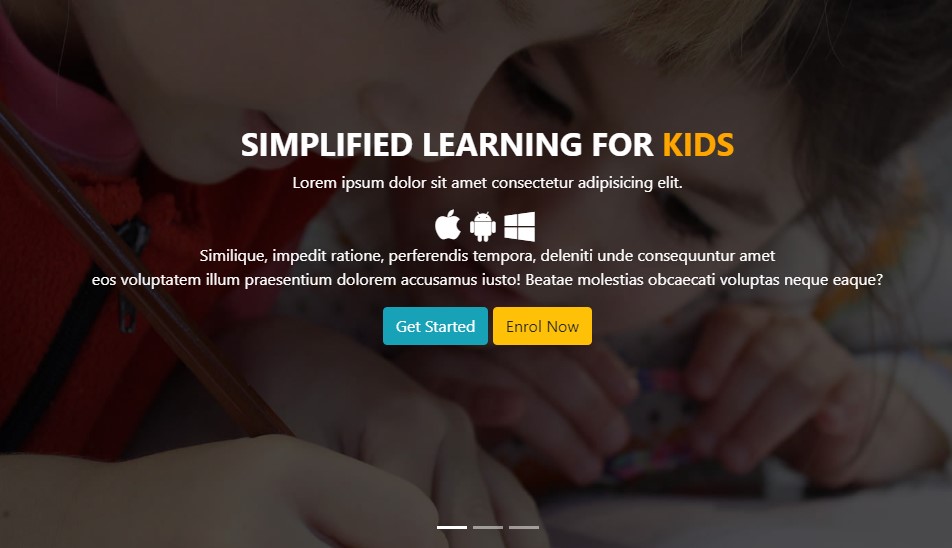 SIMPLIFIED LEARNING FOR KIDS
Lorem ipsum dolor sit amet consectetur adipisicing elit.
Similique, impedit ratione, perferendis tempora, deleniti unde consequuntur amet
eos voluptatem illum praesentium dolorem accusamus iusto! Beatae molestias obcaecati voluptas neque eaque?
Get Started
Enrol Now